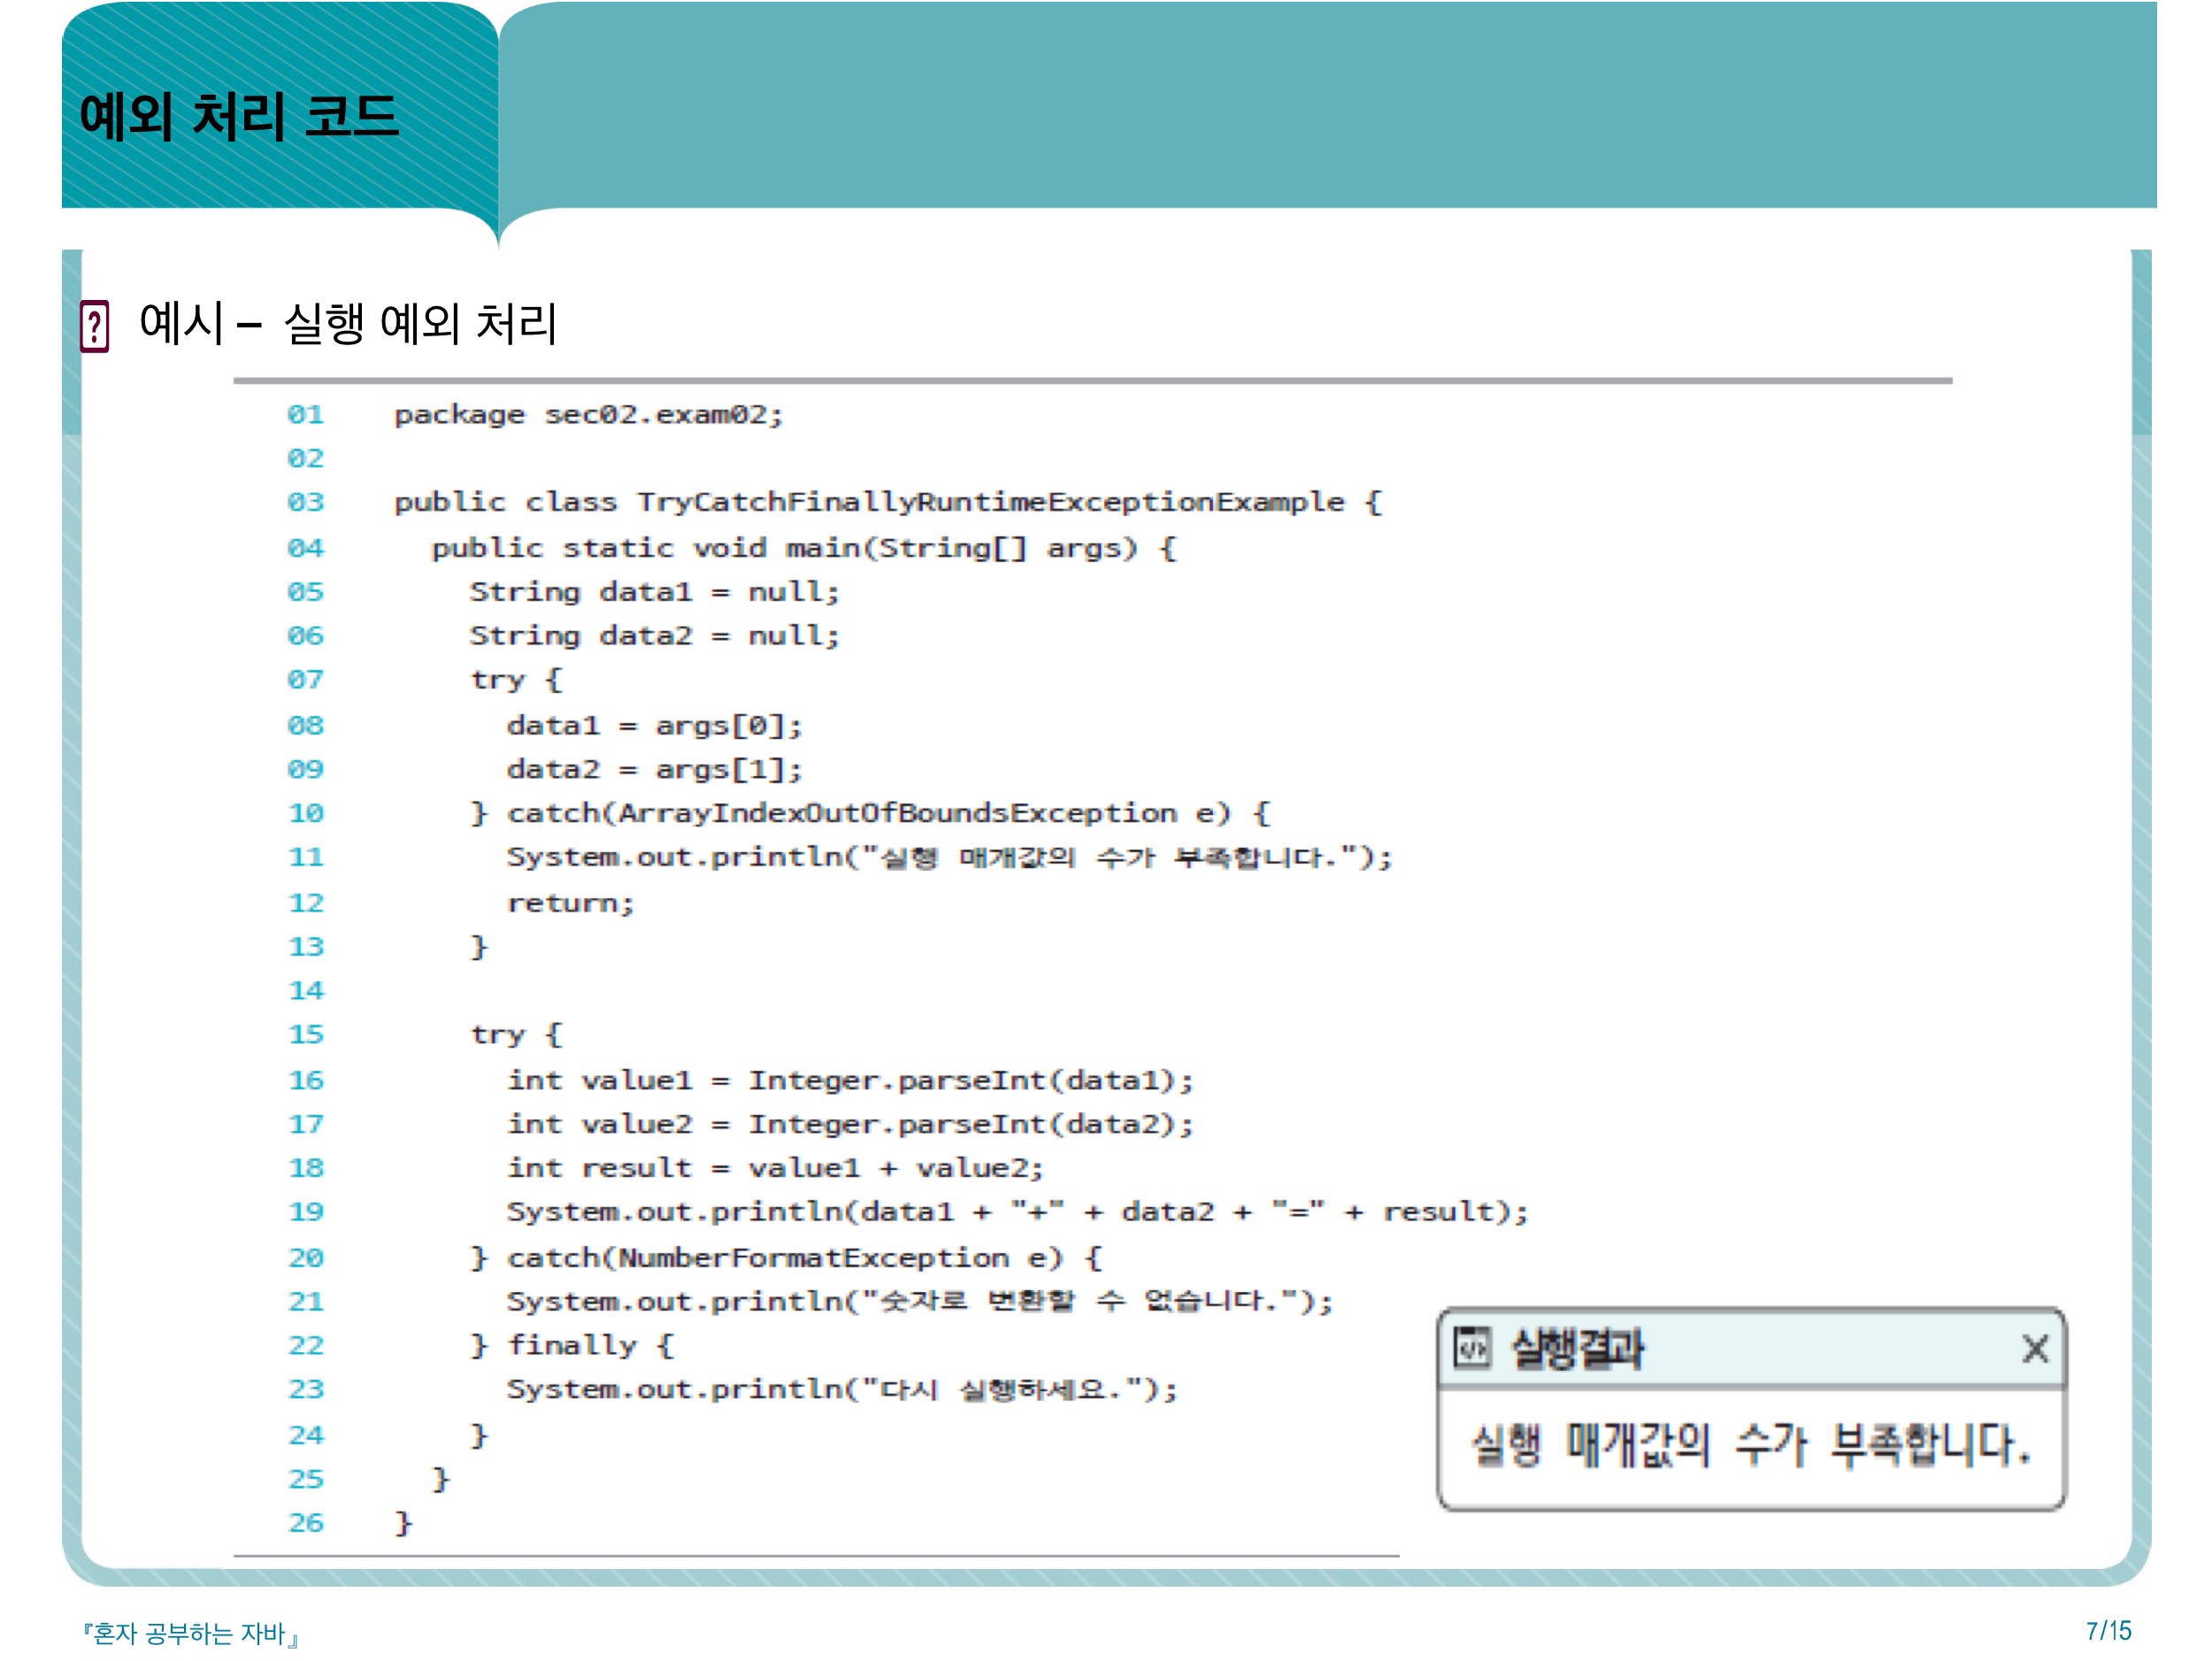 예외 처리 코드
예시 – 실행 예외 처리
01 package sec02.exam02;
02
03 public class TryCatchFinallyRuntimeExceptionExample {
04 public static void main(String[] args) {
05 String data1 = null;
06 String data2 = null;
07 try {
08 data1 = args[0];
09 data2 = args[1];
10 } catch(ArrayIndexOutOfBoundsException e) {
11 System.out.println("실행 매개값의 수가 부족합니다.");
12 return;
13 }
14
15 try {
16 int value1 = Integer.parseInt(data1);
17 int value2 = Integer.parseInt(data2);
18 int result = value1 + value2;
19 System.out.println(data1 + "+" + data2 + "=" + result);
20 } catch(NumberFormatException e) {
21 System.out.println("숫자로 변환할 수 없습니다.");
22 } finally {
23 System.out.println("다시 실행하세요.");
24 }
25 }
26 }
실행결과
실행 매개값의 수가 부족합니다.
『혼자 공부하는 자바』
7/15